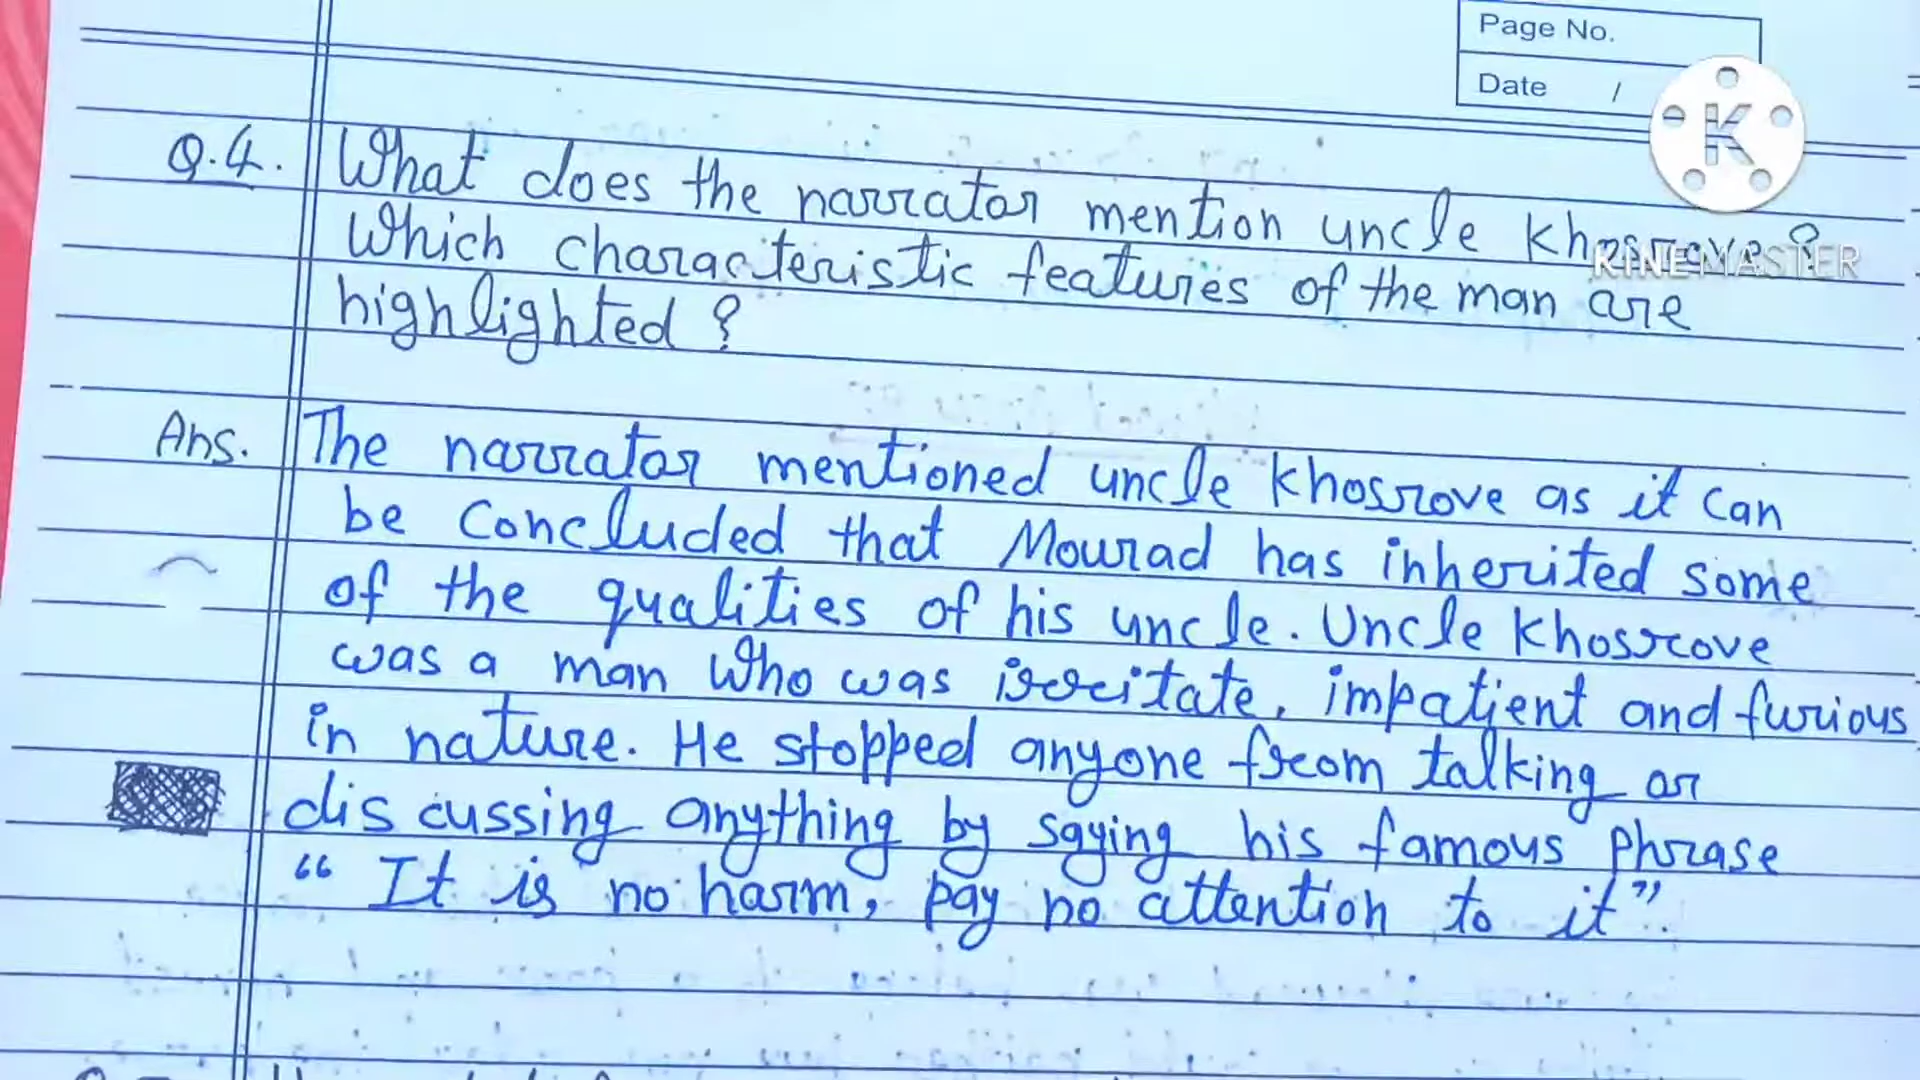 Page No.
Date /
Q.4. What does the narrator mention uncle Khosrove?
KINEMASTER
Which characteristic features of the man are
highlighted ?
Ans. The narrator mentioned uncle Khosrove as it can
be concluded that Mourad has inherited some
of the qualities of his uncle. Uncle Khosrove
was a man who was irritate, impatient and furious
in nature. He stopped anyone from talking or
discussing anything by saying his famous phrase
“ It is no harm, pay no attention to it”.